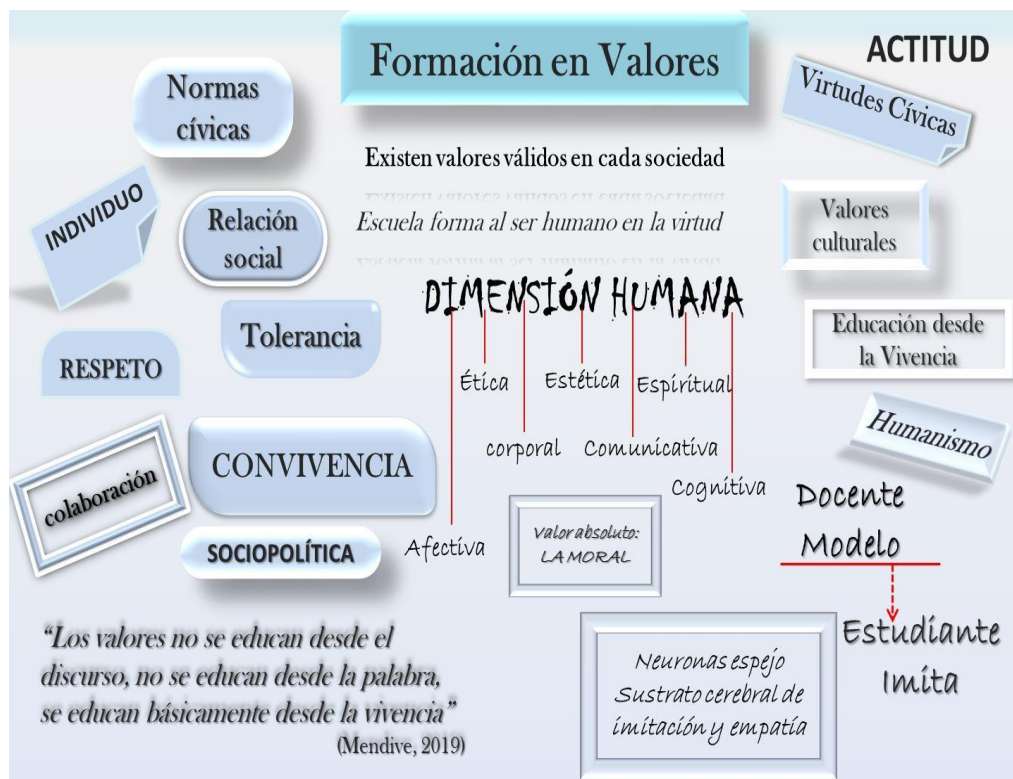 Formación en Valores
ACTITUD
Normas
cívicas
Virtudes Cívicas
Existen valores válidos en cada sociedad
INDIVIDUO
Relación
social
Escuela forma al ser humano en la virtud
Valores
culturales
DIMENSIÓN HUMANA
Tolerancia
Educación desde
la Vivencia
RESPETO
Ética
Estética
Espiritual
Humanismo
corporal
Comunicativa
CONVIVENCIA
colaboración
Cognitiva
Docente
Modelo
Valor absoluto:
LA MORAL
Afectiva
SOCIOPOLÍTICA
Estudiante
Imita
“Los valores no se educan desde el
discurso, no se educan desde la palabra,
se educan básicamente desde la vivencia”
(Mendive, 2019)
Neuronas espejo
Sustrato cerebral de
imitación y empatía